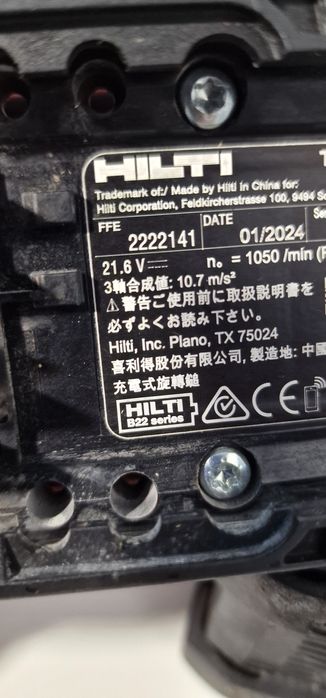 HILTI
Trademark of:/ Made by Hilti in China for:
Hilti Corporation, Feldkircherstrasse 100, 9494
FFE 2222141 DATE 01/2024
21.6 V n₀ = 1050 /min
3軸合成値: 10.7 m/s²
⚠警告ご使用前に取扱説明書を
必ずよくお読み下さい。
Hilti, Inc. Plano, TX 75024
喜利得股份有限公司, 製造地: 中國
充電式旋轉鎚
HILTI
B22 series
CE